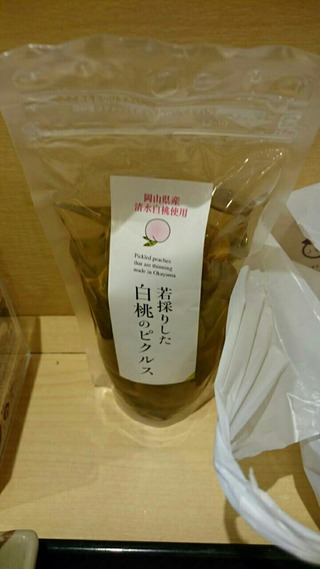 岡山県産
清水白桃使用
Pickled peaches
that are thinning
made in Okayama
若採りした
白桃のピクルス